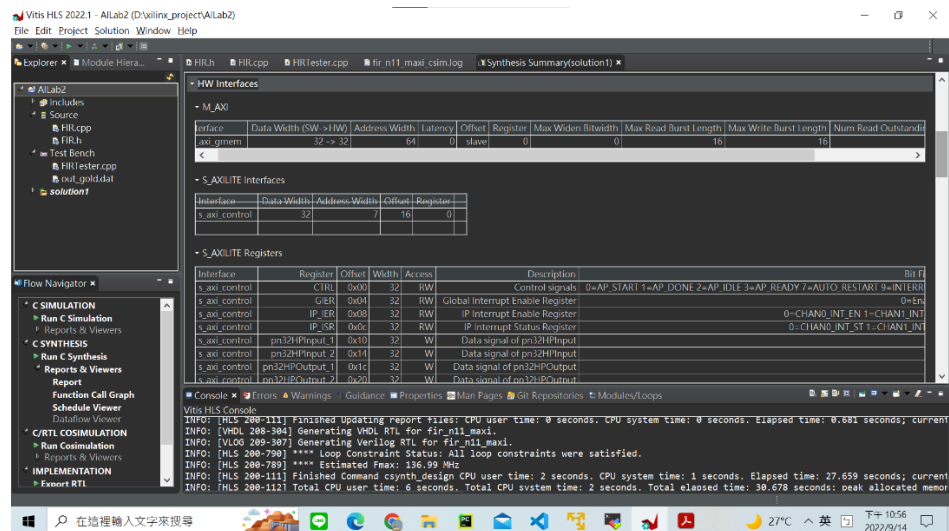 Vitis HLS 2022.1 - AILab2 (D:\xilinx_project\AILab2)
File Edit Project Solution Window Help
Explorer Module Hiera...
AILab2
Includes
Source
FIR.cpp
FIR.h
Test Bench
FIRTester.cpp
out_gold.dat
solution1
Flow Navigator
C SIMULATION
Run C Simulation
Reports & Viewers
C SYNTHESIS
Run C Synthesis
Reports & Viewers
Report
Function Call Graph
Schedule Viewer
Dataflow Viewer
C/RTL COSIMULATION
Run Cosimulation
Reports & Viewers
IMPLEMENTATION
Export RTL
FIR.h FIR.cpp FIRTester.cpp fir_n11_maxi_csim.log Synthesis Summary(solution1)
HW Interfaces
M_AXI
terface Data Width (SW->HW) Address Width Latency Offset Register Max Widen Bitwidth Max Read Burst Length Max Write Burst Length Num Read Outstandin
_axi_gmem 32 -> 32 64 0 slave 0 0 16 16
S_AXILITE Interfaces
Interface Data Width Address Width Offset Register
s_axi_control 32 7 16 0
S_AXILITE Registers
Interface Register Offset Width Access Description Bit Fi
s_axi_control CTRL 0x00 32 RW Control signals 0=AP_START 1=AP_DONE 2=AP_IDLE 3=AP_READY 7=AUTO_RESTART 9=INTERR
s_axi_control GIER 0x04 32 RW Global Interrupt Enable Register 0=Ena
s_axi_control IP_IER 0x08 32 RW IP Interrupt Enable Register 0=CHAN0_INT_EN 1=CHAN1_INT
s_axi_control IP_ISR 0x0c 32 RW IP Interrupt Status Register 0=CHAN0_INT_ST 1=CHAN1_INT
s_axi_control pn32HPInput_1 0x10 32 W Data signal of pn32HPInput
s_axi_control pn32HPInput_2 0x14 32 W Data signal of pn32HPInput
s_axi_control pn32HPOutput_1 0x1c 32 W Data signal of pn32HPOutput
s_axi_control pn32HPOutput_2 0x20 32 W Data signal of pn32HPOutput
Console Errors Warnings Guidance Properties Man Pages Git Repositories Modules/Loops
Vitis HLS Console
INFO: [HLS 200-111] Finished Updating report files: CPU user time: 0 seconds. CPU system time: 0 seconds. Elapsed time: 0.681 seconds; current
INFO: [VHDL 208-304] Generating VHDL RTL for fir_n11_maxi.
INFO: [VLOG 209-307] Generating Verilog RTL for fir_n11_maxi.
INFO: [HLS 200-790] **** Loop Constraint Status: All loop constraints were satisfied.
INFO: [HLS 200-789] **** Estimated Fmax: 136.99 MHz
INFO: [HLS 200-111] Finished Command csynth_design CPU user time: 2 seconds. CPU system time: 1 seconds. Elapsed time: 27.659 seconds; current
INFO: [HLS 200-112] Total CPU user time: 6 seconds. Total CPU system time: 2 seconds. Total elapsed time: 30.678 seconds: peak allocated memor
在這裡輸入文字來搜尋
27°C 英 下午 10:56
2022/9/14